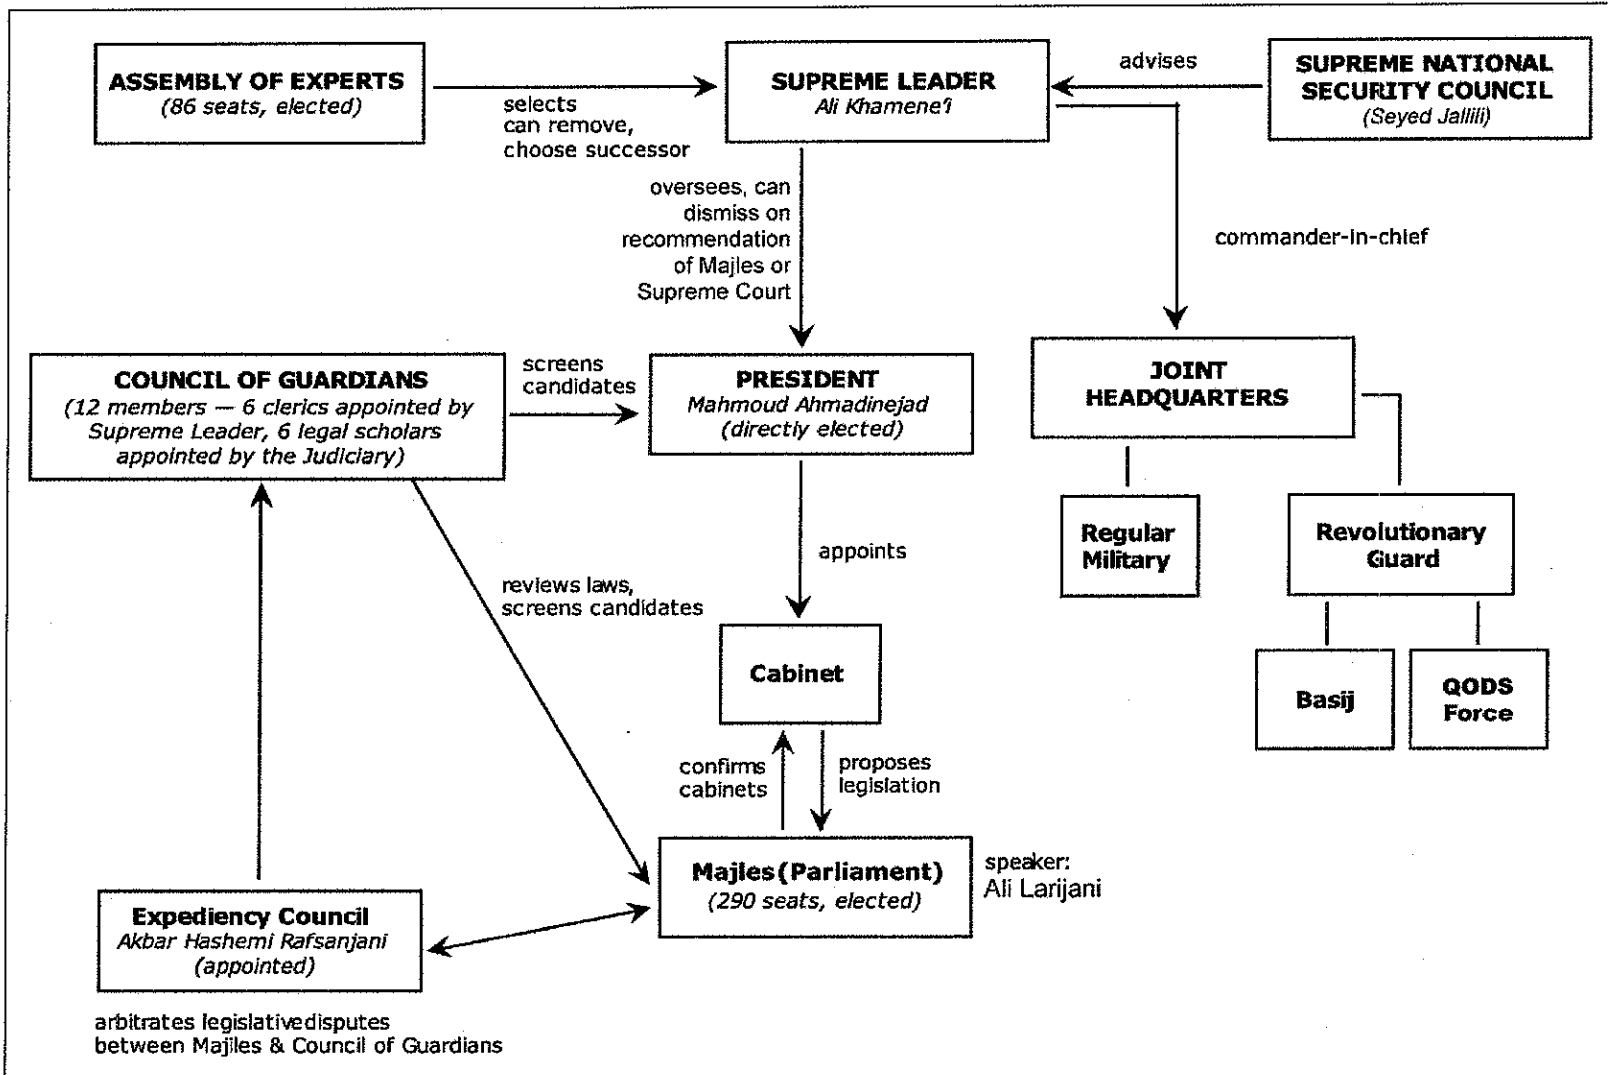 ASSEMBLY OF EXPERTS
(86 seats, elected)
selects
can remove,
choose successor
SUPREME LEADER
Ali Khamene'i
advises
SUPREME NATIONAL
SECURITY COUNCIL
(Seyed Jallili)
oversees, can
dismiss on
recommendation
of Majles or
Supreme Court
commander-in-chief
COUNCIL OF GUARDIANS
(12 members — 6 clerics appointed by
Supreme Leader, 6 legal scholars
appointed by the Judiciary)
screens
candidates
PRESIDENT
Mahmoud Ahmadinejad
(directly elected)
JOINT
HEADQUARTERS
Regular
Military
Revolutionary
Guard
appoints
reviews laws,
screens candidates
Cabinet
Basij
QODS
Force
confirms
cabinets
proposes
legislation
Majles (Parliament)
(290 seats, elected)
speaker:
Ali Larijani
Expediency Council
Akbar Hashemi Rafsanjani
(appointed)
arbitrates legislative disputes
between Majiles & Council of Guardians